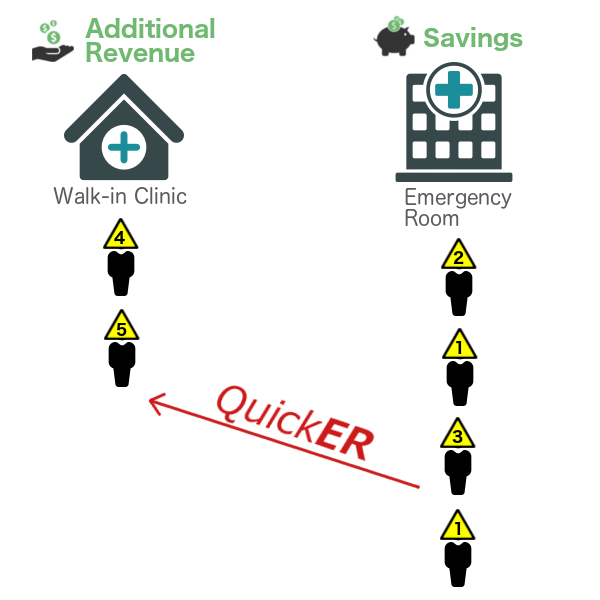 Additional
Revenue
Savings
Walk-in Clinic
Emergency
Room
4
5
2
1
3
1
QuickER